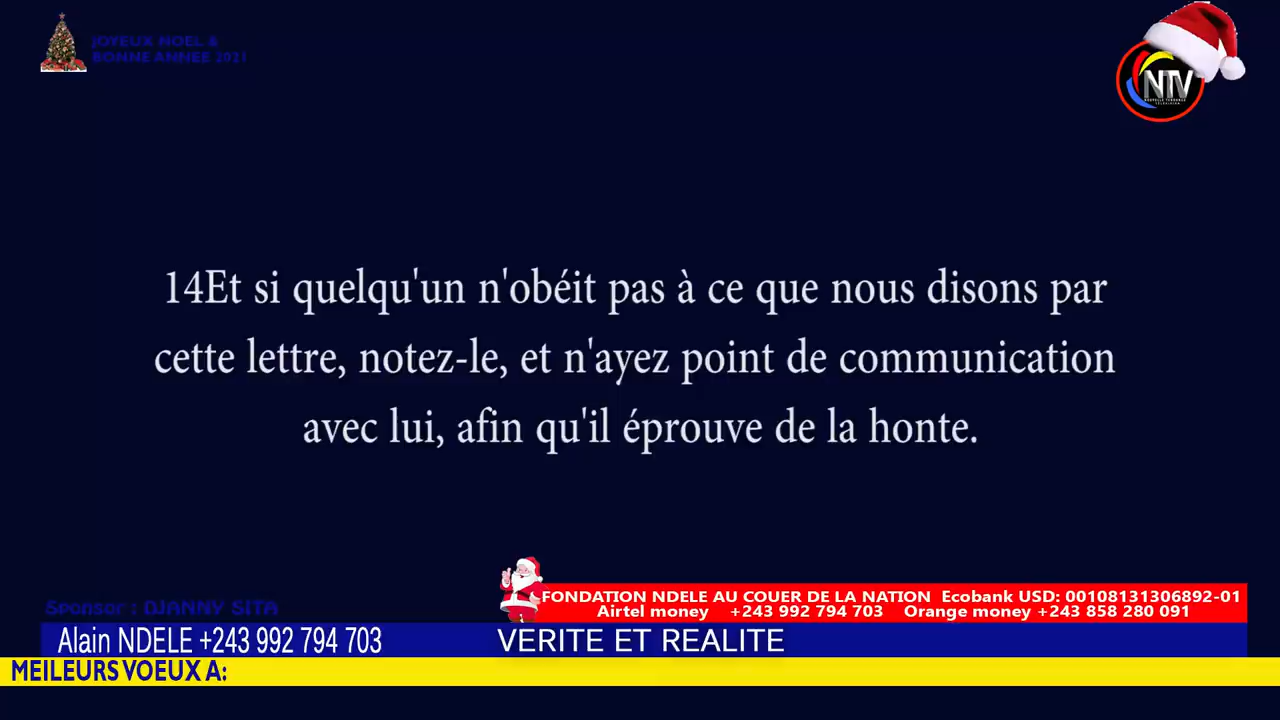 JOYEUX NOEL &
BONNE ANNEE 2021
NTV
14Et si quelqu'un n'obéit pas à ce que nous disons par
cette lettre, notez-le, et n'ayez point de communication
avec lui, afin qu'il éprouve de la honte.
FONDATION NDELE AU COUER DE LA NATION Ecobank USD: 00108131306892-01
Airtel money +243 992 794 703 Orange money +243 858 280 091
Sponsor : DJANNY SITA
Alain NDELE +243 992 794 703 VERITE ET REALITE
MEILEURS VOEUX A: